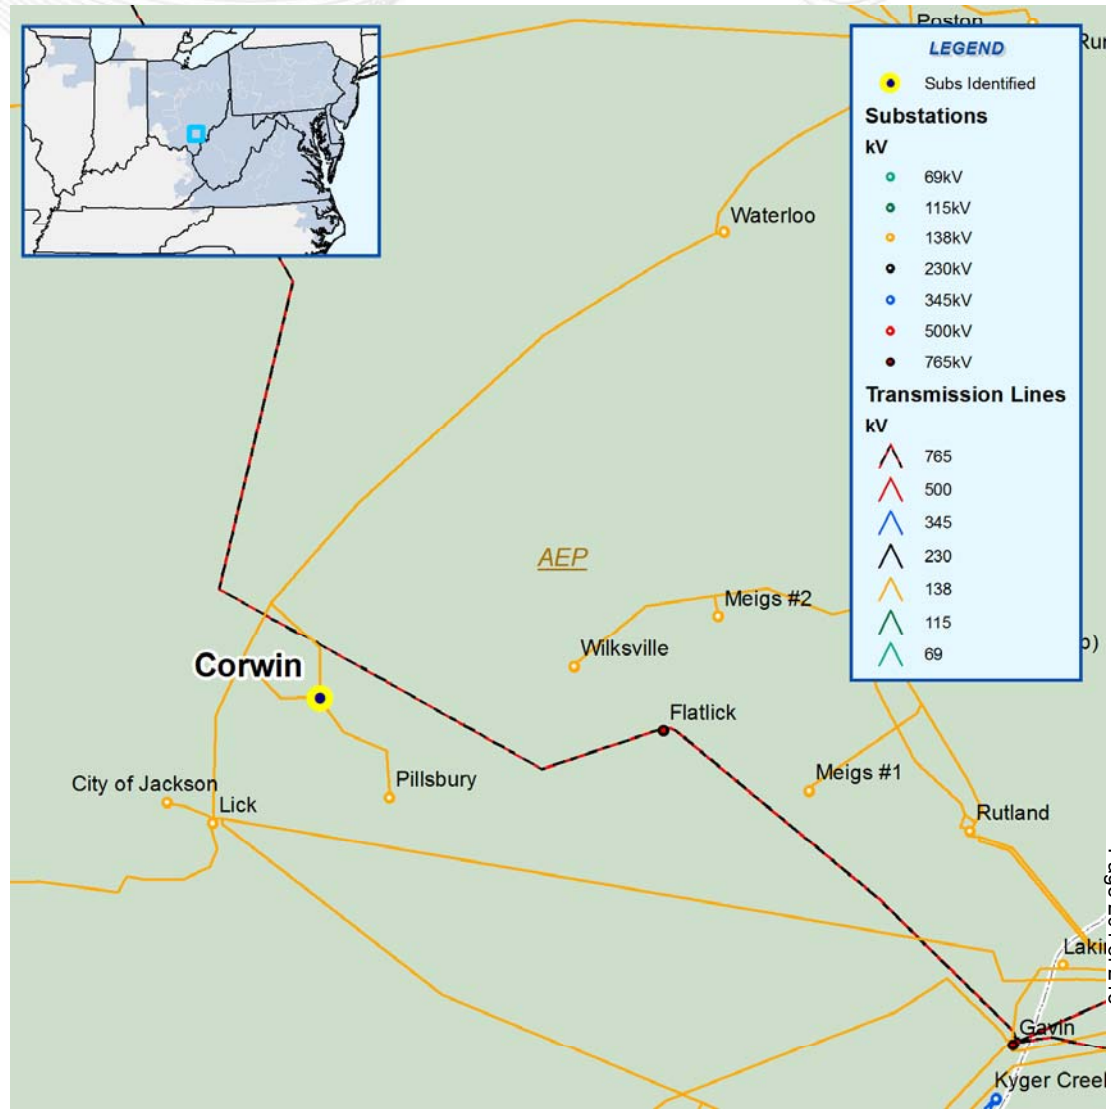 Poston
LEGEND
Subs Identified
Substations
kV
69kV
115kV
138kV
230kV
345kV
500kV
765kV
Transmission Lines
kV
765
500
345
230
138
115
69
Waterloo
AEP
Meigs #2
Wilksville
Corwin
Flatlick
Meigs #1
Pillsbury
City of Jackson
Lick
Rutland
Gavin